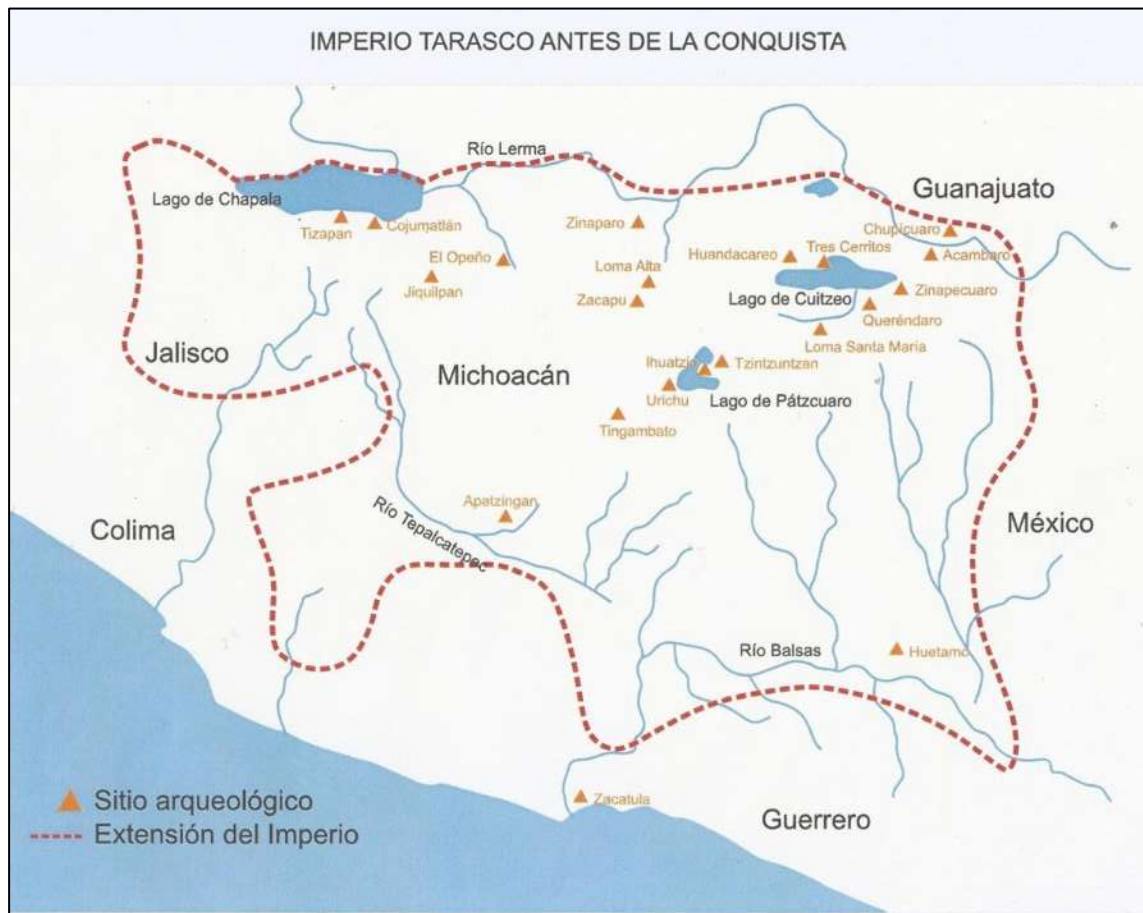 IMPERIO TARASCO ANTES DE LA CONQUISTA
Río Lerma
Guanajuato
Lago de Chapala
Tizapan
Cojumatlán
Zinaparo
Chupicuaro
El Opeño
Huandacareo
Tres Cerritos
Acambaro
Jiquilpan
Loma Alta
Zacapu
Lago de Cuitzeo
Zinapecuaro
Queréndaro
Loma Santa Maria
Jalisco
Michoacán
Ihuatzio
Tzintzuntzan
Urichu
Lago de Pátzcuaro
Tingambato
Apatzingan
Río Tepalcatepec
Colima
México
Río Balsas
Huetamo
Sitio arqueológico
Extensión del Imperio
Zacatula
Guerrero